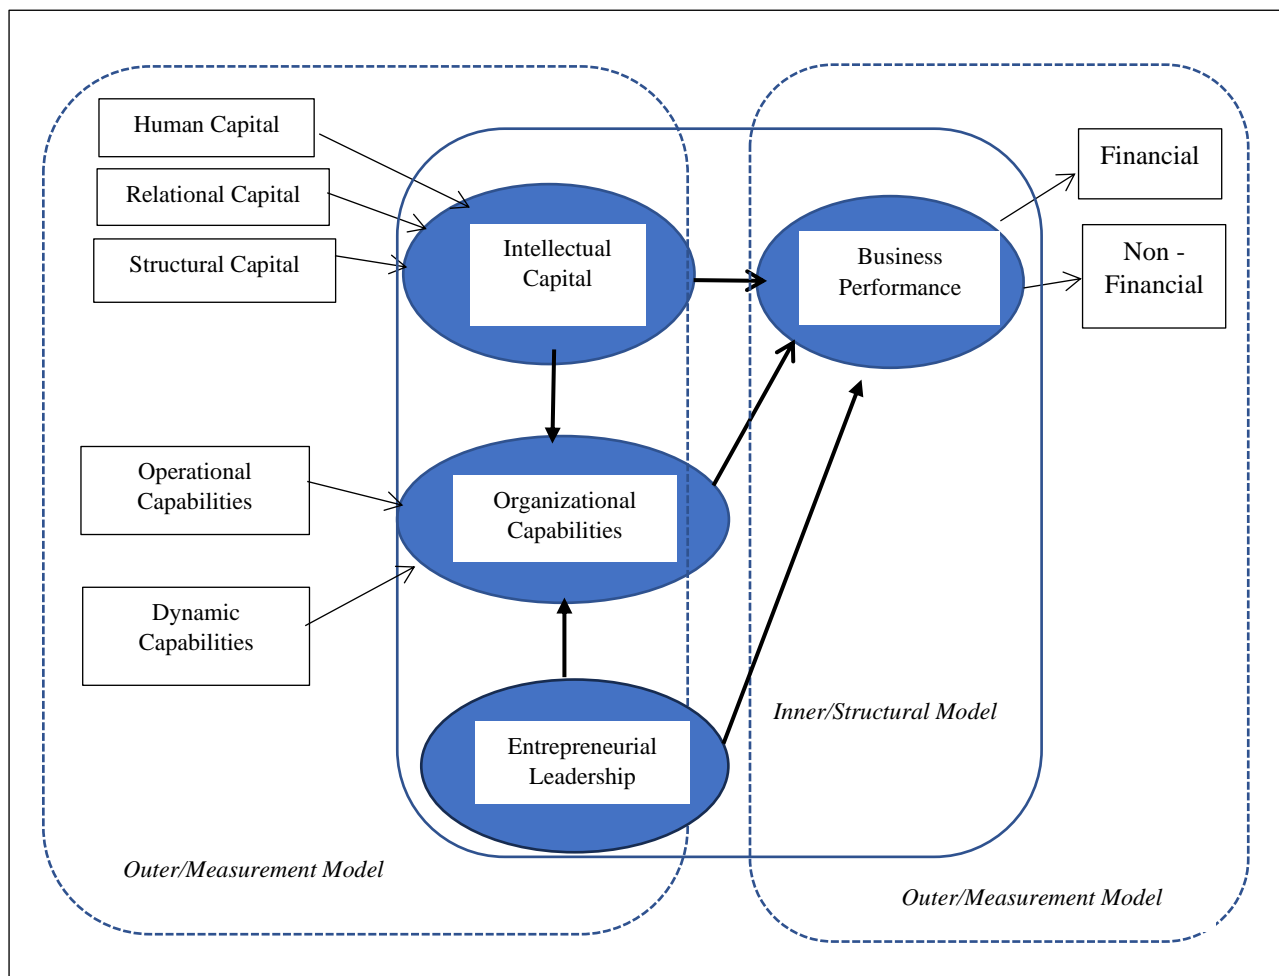 Human Capital
Relational Capital
Structural Capital
Intellectual
Capital
Business
Performance
Financial
Non -
Financial
Operational
Capabilities
Organizational
Capabilities
Dynamic
Capabilities
Entrepreneurial
Leadership
Inner/Structural Model
Outer/Measurement Model
Outer/Measurement Model